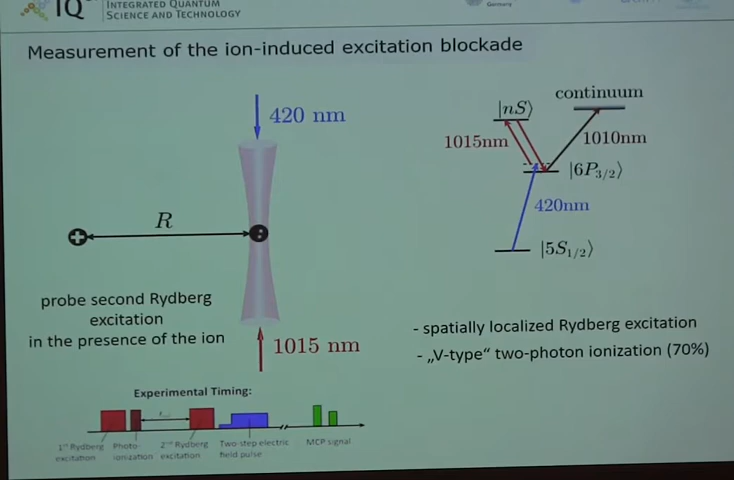 IQ
INTEGRATED QUANTUM
SCIENCE AND TECHNOLOGY
Germany
Measurement of the ion-induced excitation blockade
420 nm
R
probe second Rydberg
excitation
in the presence of the ion
1015 nm
|nS⟩
continuum
1015nm
1010nm
|6P3/2⟩
420nm
|5S1/2⟩
- spatially localized Rydberg excitation
- „V-type“ two-photon ionization (70%)
Experimental Timing:
1st Rydberg
excitation
Photo-
ionization
2nd Rydberg
excitation
Two-step electric
field pulse
MCP signal